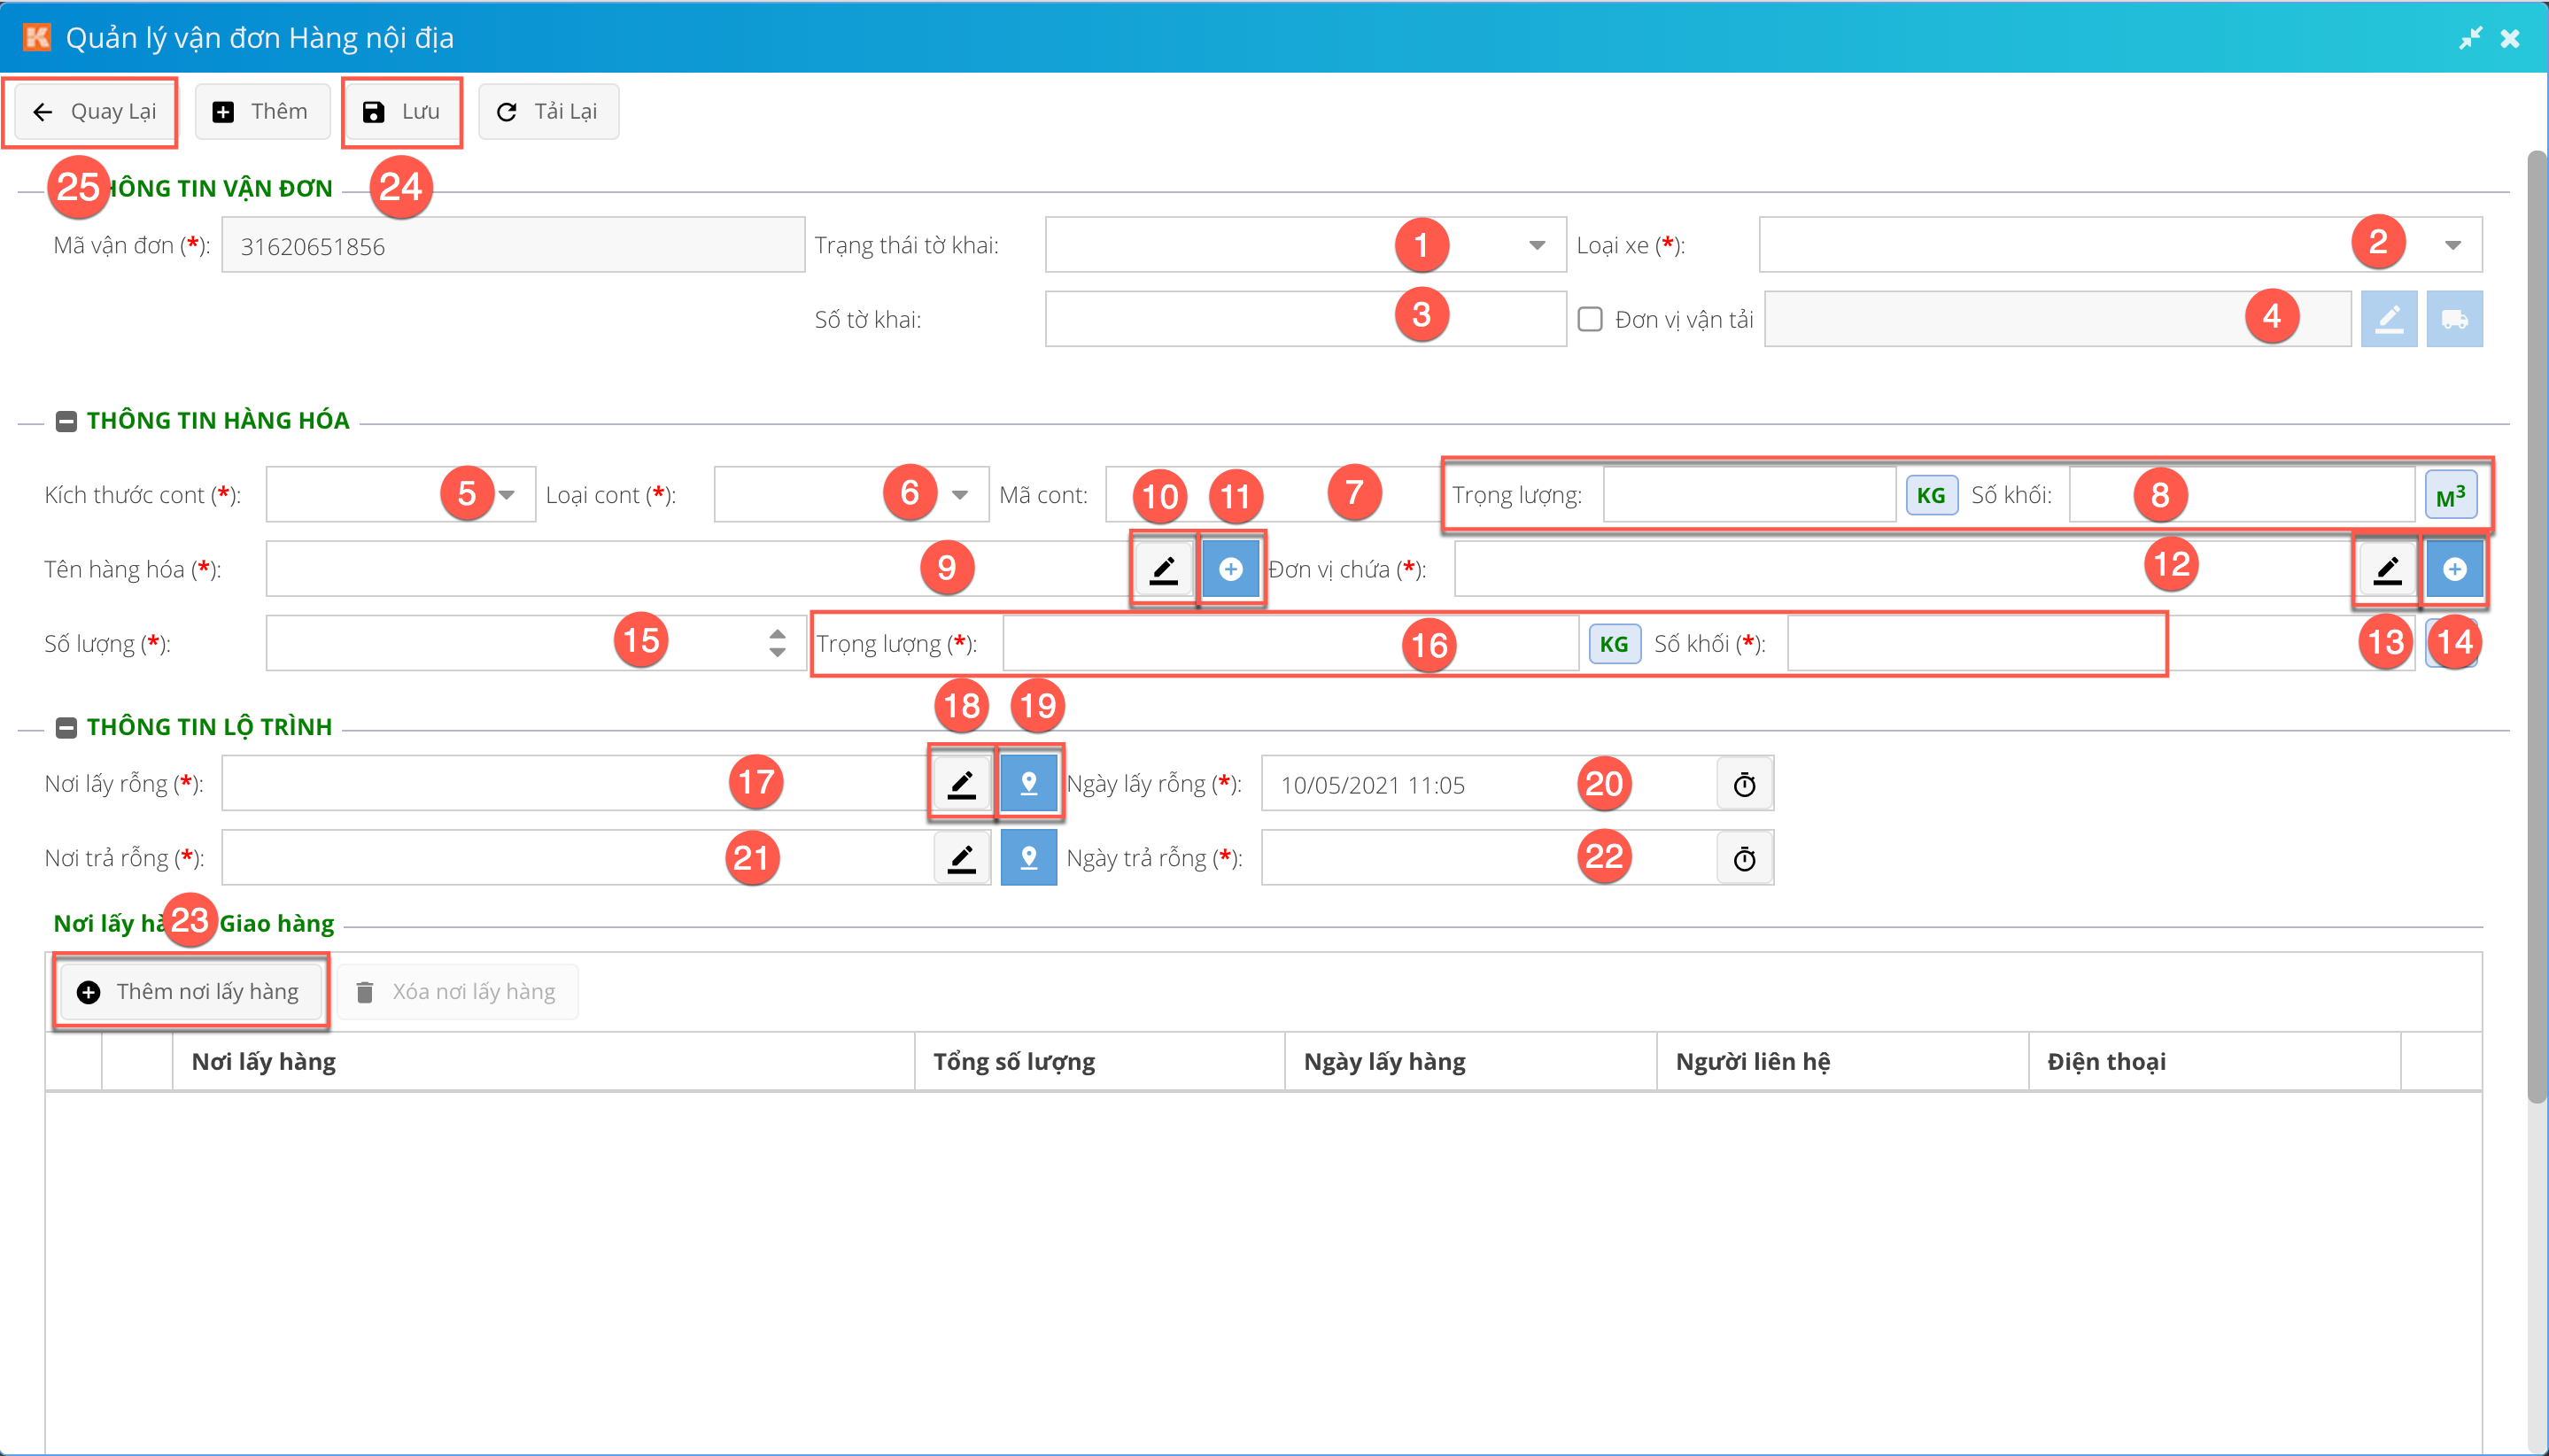 Quản lý vận đơn Hàng nội địa
Quay Lại Thêm Lưu Tải Lại
25 HÔNG TIN VẬN ĐƠN 24
Mã vận đơn (*): 31620651856 Trạng thái tờ khai: 1 Loại xe (*): 2
Số tờ khai: 3 Đơn vị vận tải 4
THÔNG TIN HÀNG HÓA
Kích thước cont (*): 5 Loại cont (*): 6 Mã cont: 10 11 7 Trọng lượng: KG Số khối: 8 M³
Tên hàng hóa (*): 9 Đơn vị chứa (*): 12
Số lượng (*): 15 Trọng lượng (*): 16 KG Số khối (*): 13 14
18 19
THÔNG TIN LỘ TRÌNH
Nơi lấy rỗng (*): 17 Ngày lấy rỗng (*): 10/05/2021 11:05 20
Nơi trả rỗng (*): 21 Ngày trả rỗng (*): 22
Nơi lấy hà 23 Giao hàng
Thêm nơi lấy hàng Xóa nơi lấy hàng
Nơi lấy hàng Tổng số lượng Ngày lấy hàng Người liên hệ Điện thoại